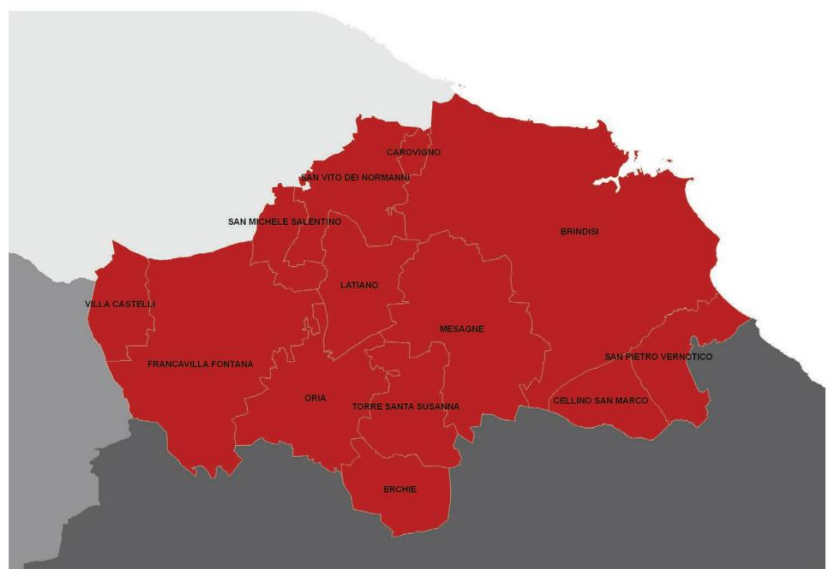 CAROVIGNO
SAN VITO DEI NORMANNI
SAN MICHELE SALENTINO
BRINDISI
LATIANO
VILLA CASTELLI
MESAGNE
SAN PIETRO VERNOTICO
FRANCAVILLA FONTANA
ORIA
CELLINO SAN MARCO
TORRE SANTA SUSANNA
ERCHIE